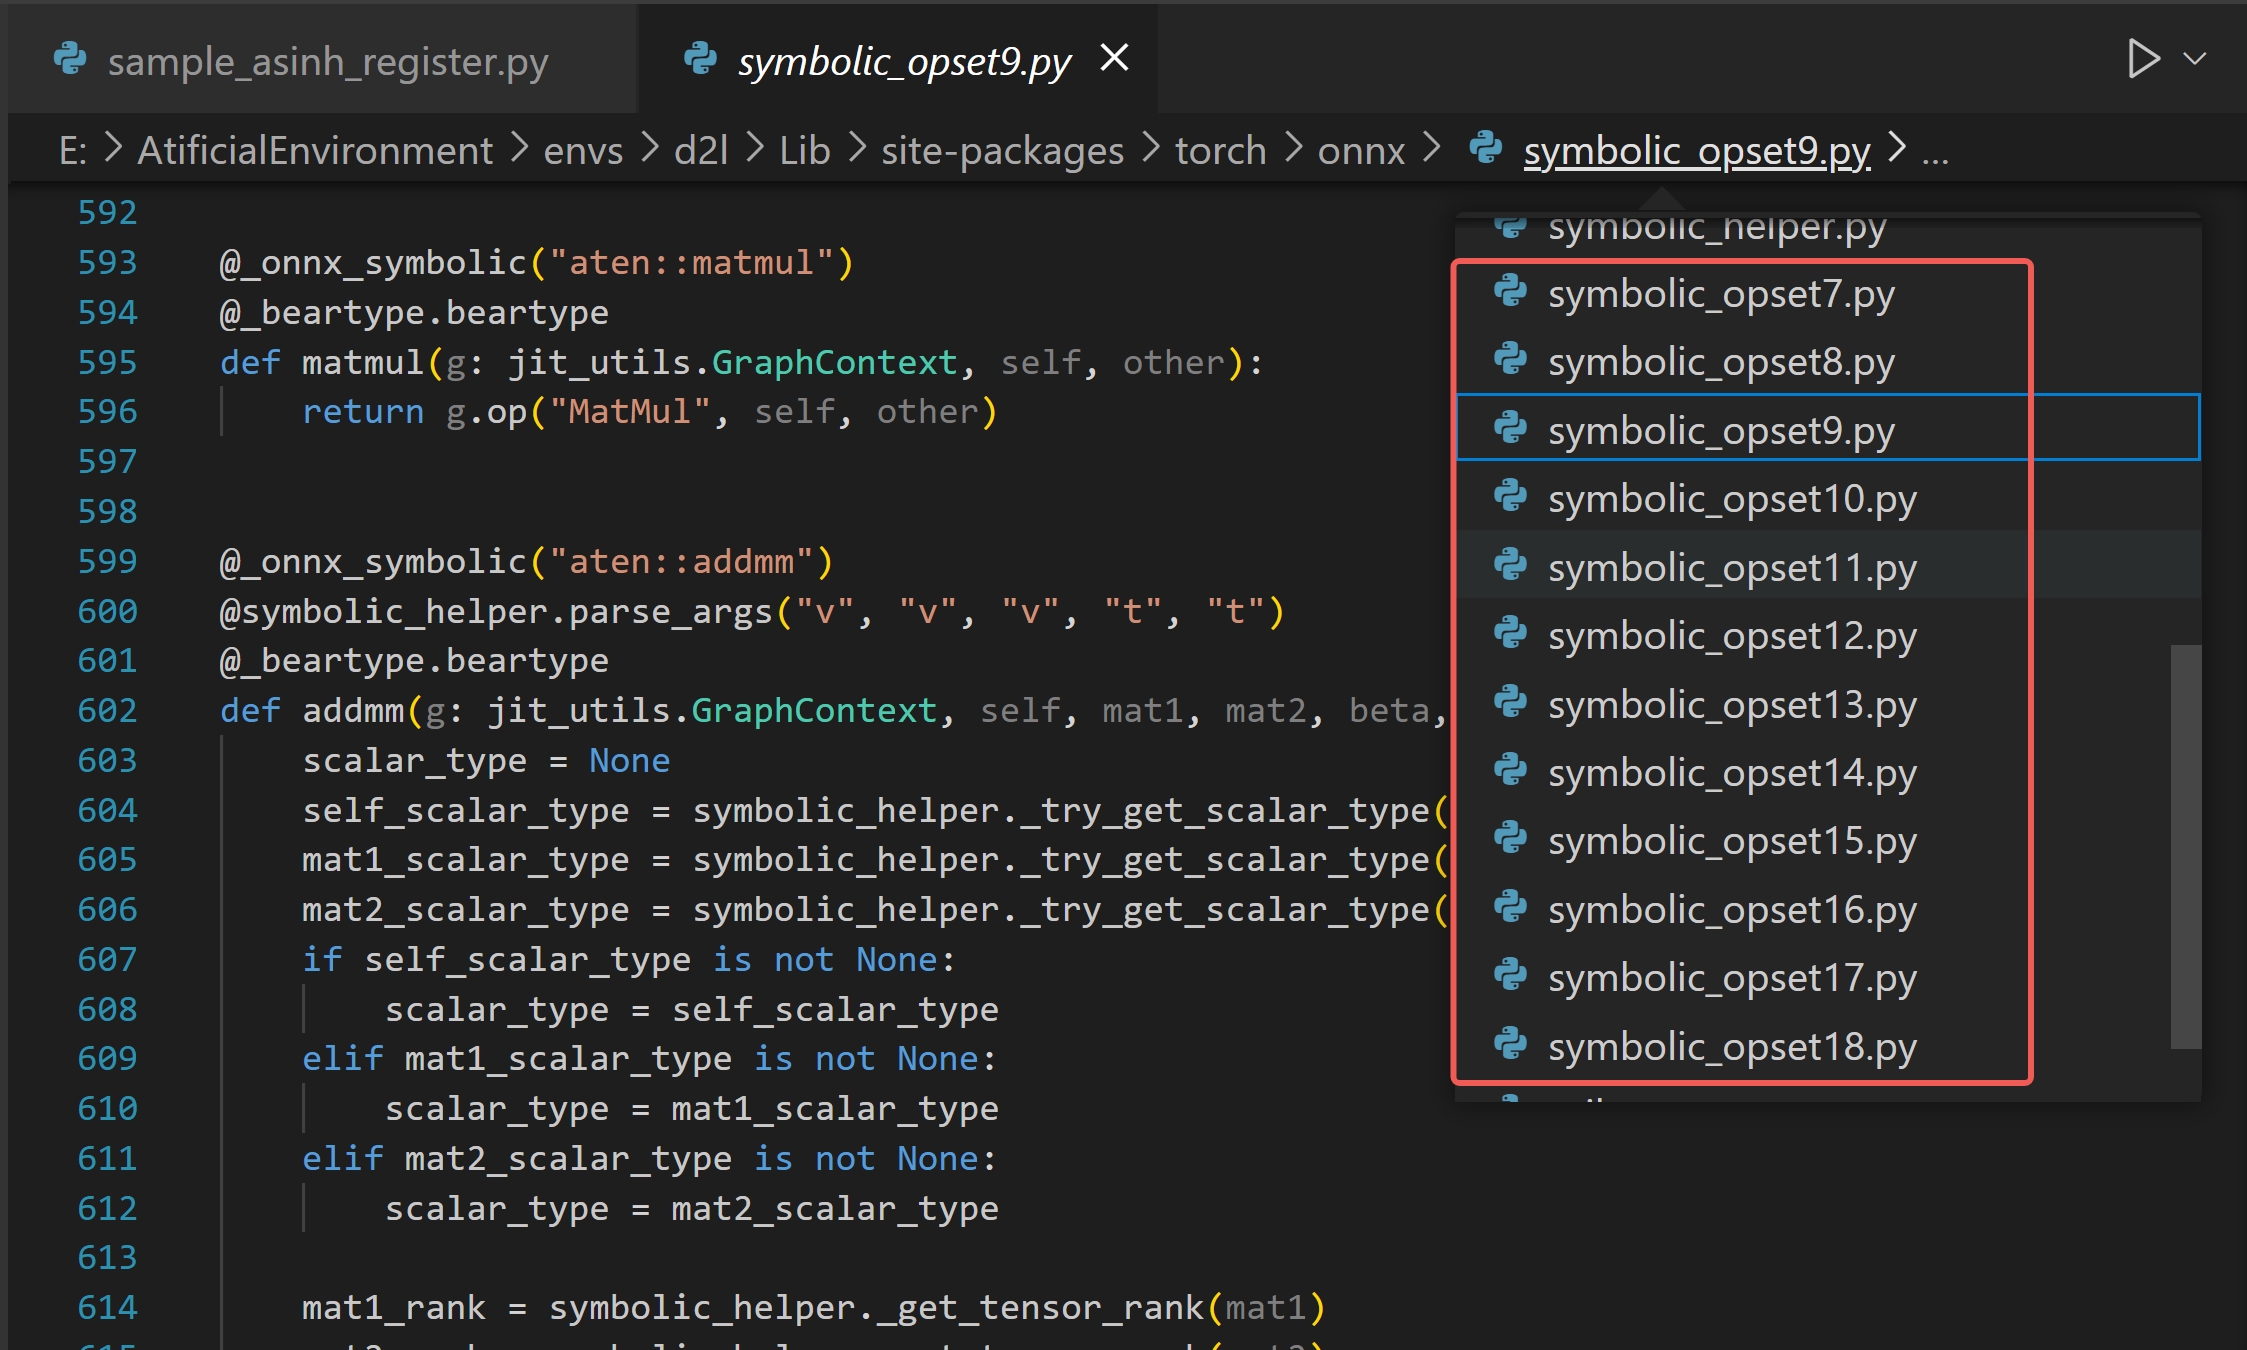 sample_asinh_register.py
symbolic_opset9.py
E: > AtificialEnvironment > envs > d2l > Lib > site-packages > torch > onnx > symbolic_opset9.py > ...
592
593 @_onnx_symbolic("aten::matmul")
594 @_beartype.beartype
595 def matmul(g: jit_utils.GraphContext, self, other):
596 return g.op("MatMul", self, other)
597
598
599 @_onnx_symbolic("aten::addmm")
600 @symbolic_helper.parse_args("v", "v", "v", "t", "t")
601 @_beartype.beartype
602 def addmm(g: jit_utils.GraphContext, self, mat1, mat2, beta,
603 scalar_type = None
604 self_scalar_type = symbolic_helper._try_get_scalar_type(
605 mat1_scalar_type = symbolic_helper._try_get_scalar_type(
606 mat2_scalar_type = symbolic_helper._try_get_scalar_type(
607 if self_scalar_type is not None:
608 scalar_type = self_scalar_type
609 elif mat1_scalar_type is not None:
610 scalar_type = mat1_scalar_type
611 elif mat2_scalar_type is not None:
612 scalar_type = mat2_scalar_type
613
614 mat1_rank = symbolic_helper._get_tensor_rank(mat1)
symbolic_helper.py
symbolic_opset7.py
symbolic_opset8.py
symbolic_opset9.py
symbolic_opset10.py
symbolic_opset11.py
symbolic_opset12.py
symbolic_opset13.py
symbolic_opset14.py
symbolic_opset15.py
symbolic_opset16.py
symbolic_opset17.py
symbolic_opset18.py